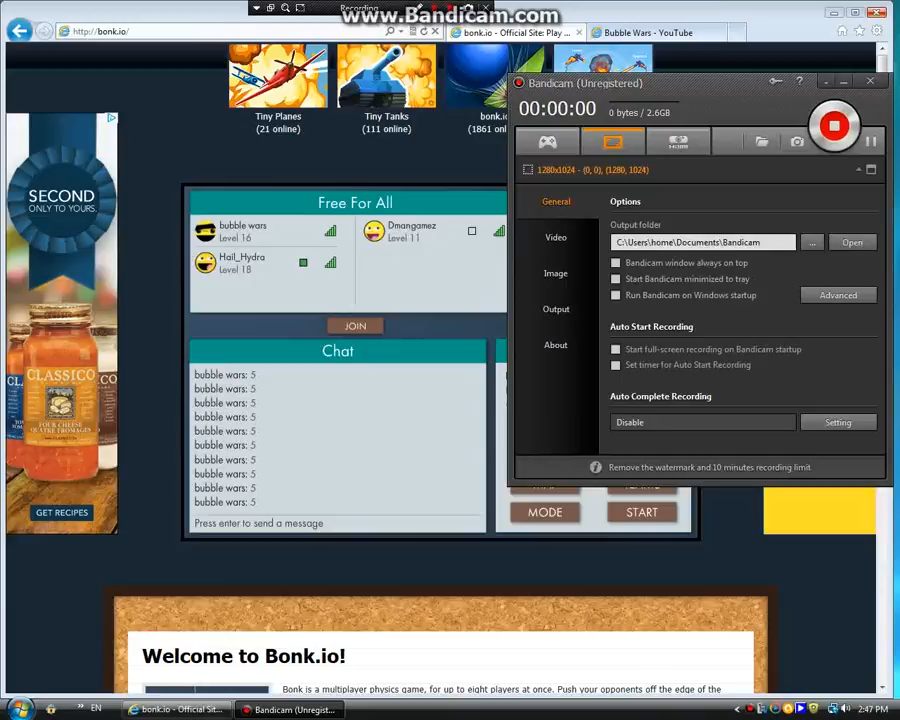 Recording...
www.Bandicam.com
http://bonk.io/
bonk.io - Official Site: Play ...
Bubble Wars - YouTube
Tiny Planes
(21 online)
Tiny Tanks
(111 online)
bonk.io
(1861 onl
Bandicam (Unregistered)
00:00:00
0 bytes / 2.6GB
HDMI
1280x1024 - (0, 0), (1280, 1024)
SECOND
ONLY TO YOURS.
CLASSICO
FOUR CHEESE
GET RECIPES
Free For All
bubble wars
Level 16
Dmangamez
Level 11
Hail_Hydra
Level 18
JOIN
Chat
bubble wars: 5
bubble wars: 5
bubble wars: 5
bubble wars: 5
bubble wars: 5
bubble wars: 5
bubble wars: 5
bubble wars: 5
bubble wars: 5
bubble wars: 5
Press enter to send a message
MODE
START
General
Video
Image
Output
About
Options
Output folder
C:\Users\home\Documents\Bandicam
...
Open
Bandicam window always on top
Start Bandicam minimized to tray
Run Bandicam on Windows startup
Advanced
Auto Start Recording
Start full-screen recording on Bandicam startup
Set timer for Auto Start Recording
Auto Complete Recording
Disable
Setting
Remove the watermark and 10 minutes recording limit
Welcome to Bonk.io!
Bonk is a multiplayer physics game, for up to eight players at once. Push your opponents off the edge of the
EN
bonk.io - Official Sit...
Bandicam (Unregist...
2:47 PM